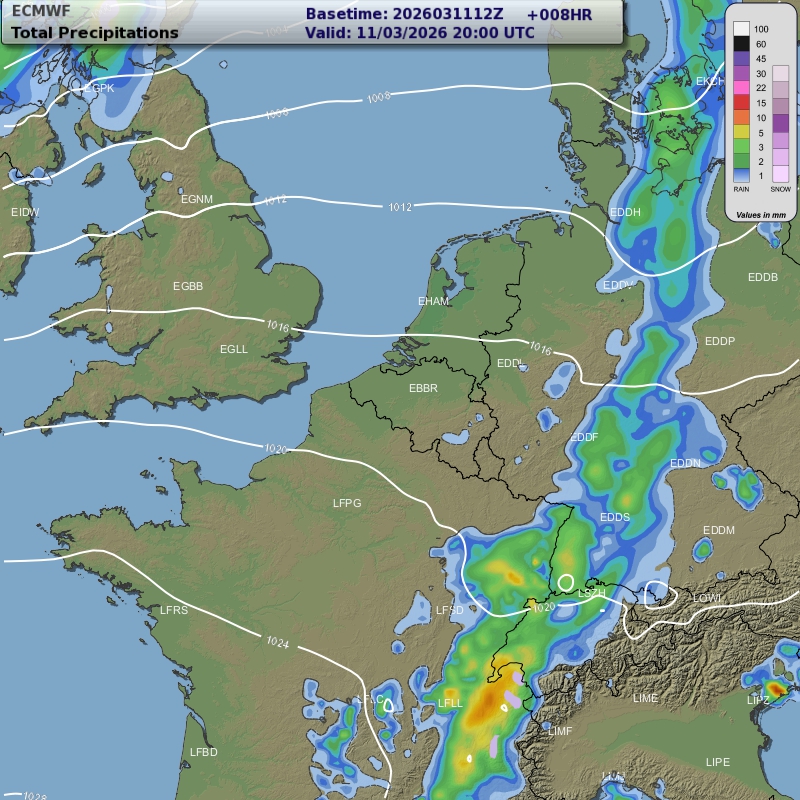 ECMWF
Basetime: 2026031112Z +008HR
Total Precipitations
Valid: 11/03/2026 20:00 UTC
100
60
45
30
22
15
10
5
3
2
1
RAIN
SNOW
Values in mm
EGPK
EKCH
1008
1008
EIDW
EGNM
1012
1012
EDDH
EGBB
EDDV
EDDB
EHAM
1016
EGLL
1016
EDDP
EDDL
EBBR
EDDF
1020
EDDN
LFPG
EDDS
EDDM
LFRS
LFSD
1020
LSZH
LOWI
1024
LFLC
LFLL
LIME
LIPZ
LIMF
LFBD
LIPE
1028